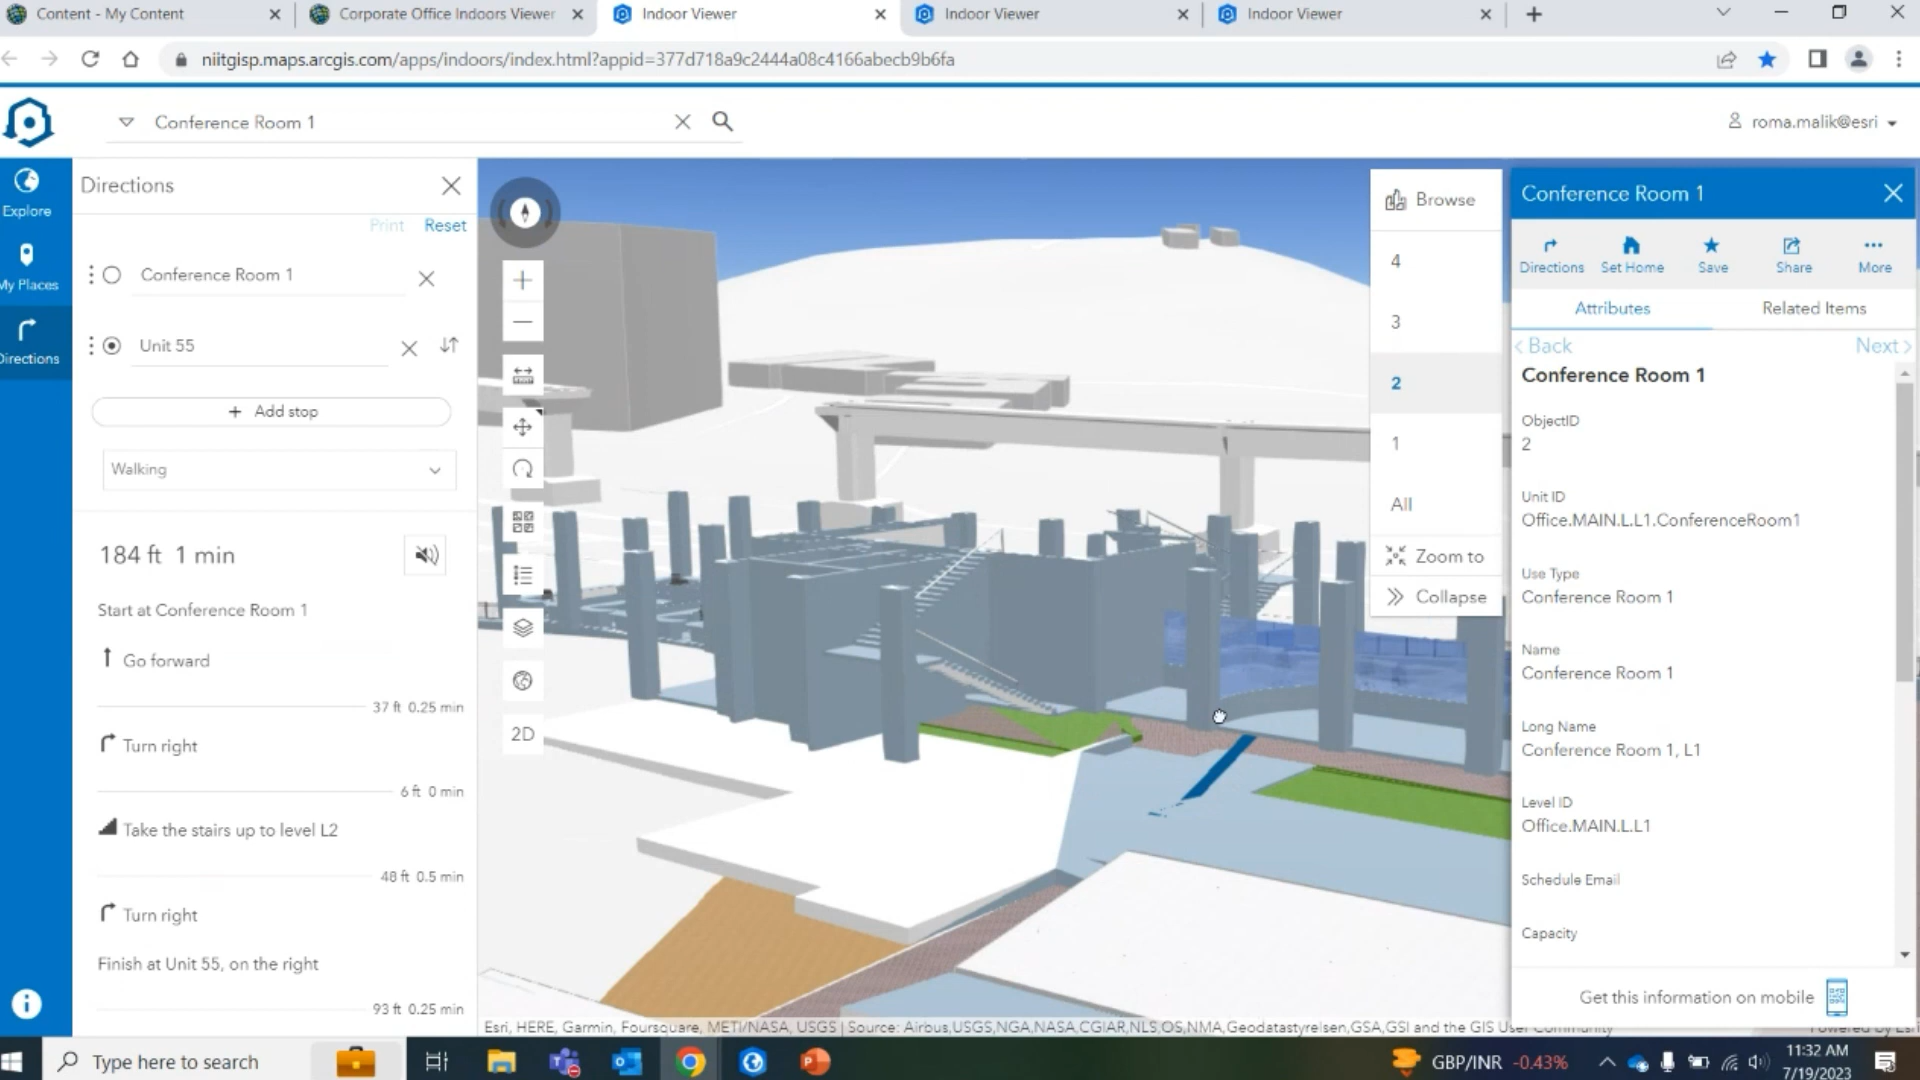 Content - My Content
Corporate Office Indoors Viewer
Indoor Viewer
Indoor Viewer
Indoor Viewer
niitgisp.maps.arcgis.com/apps/indoors/index.html?appid=377d718a9c2444a08c4166abecb9b6fa
Conference Room 1
roma.malik@esri
Explore
My Places
Directions
Directions
Print Reset
Conference Room 1
Unit 55
+ Add stop
Walking
184 ft 1 min
Start at Conference Room 1
Go forward
37 ft 0.25 min
Turn right
6 ft 0 min
Take the stairs up to level L2
48 ft 0.5 min
Turn right
Finish at Unit 55, on the right
93 ft 0.25 min
2D
Browse
4
3
2
1
All
Zoom to
Collapse
Conference Room 1
Directions Set Home Save Share More
Attributes Related Items
< Back Next >
Conference Room 1
ObjectID
2
Unit ID
Office.MAIN.L.L1.ConferenceRoom1
Use Type
Conference Room 1
Name
Conference Room 1
Long Name
Conference Room 1, L1
Level ID
Office.MAIN.L.L1
Schedule Email
Capacity
Get this information on mobile
Esri, HERE, Garmin, Foursquare, METI/NASA, USGS | Source: Airbus,USGS,NGA,NASA,CGIAR,NLS,OS,NMA,Geodatastyrelsen,GSA,GSI and the GIS User Community
Powered by Esri
Type here to search
GBP/INR -0.43%
11:32 AM
7/19/2023